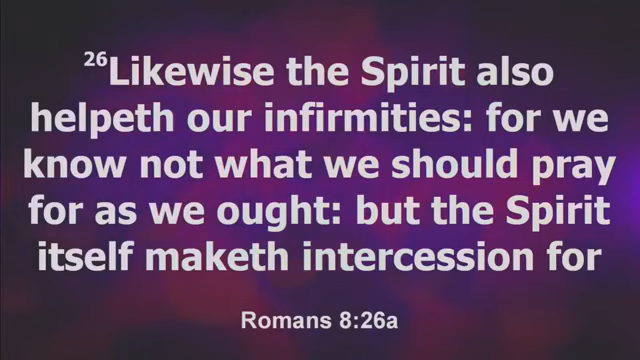 26Likewise the Spirit also
helpeth our infirmities: for we
know not what we should pray
for as we ought: but the Spirit
itself maketh intercession for
Romans 8:26a